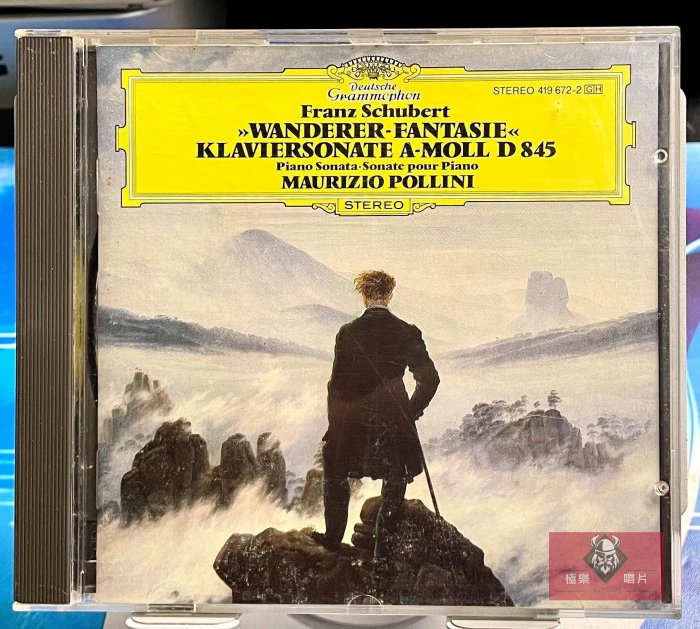 Deutsche
Grammophon
STEREO 419 672-2 GH
Franz Schubert
»WANDERER-FANTASIE«
KLAVIERSONATE A-MOLL D 845
Piano Sonata·Sonate pour Piano
MAURIZIO POLLINI
STEREO
極樂 唱片